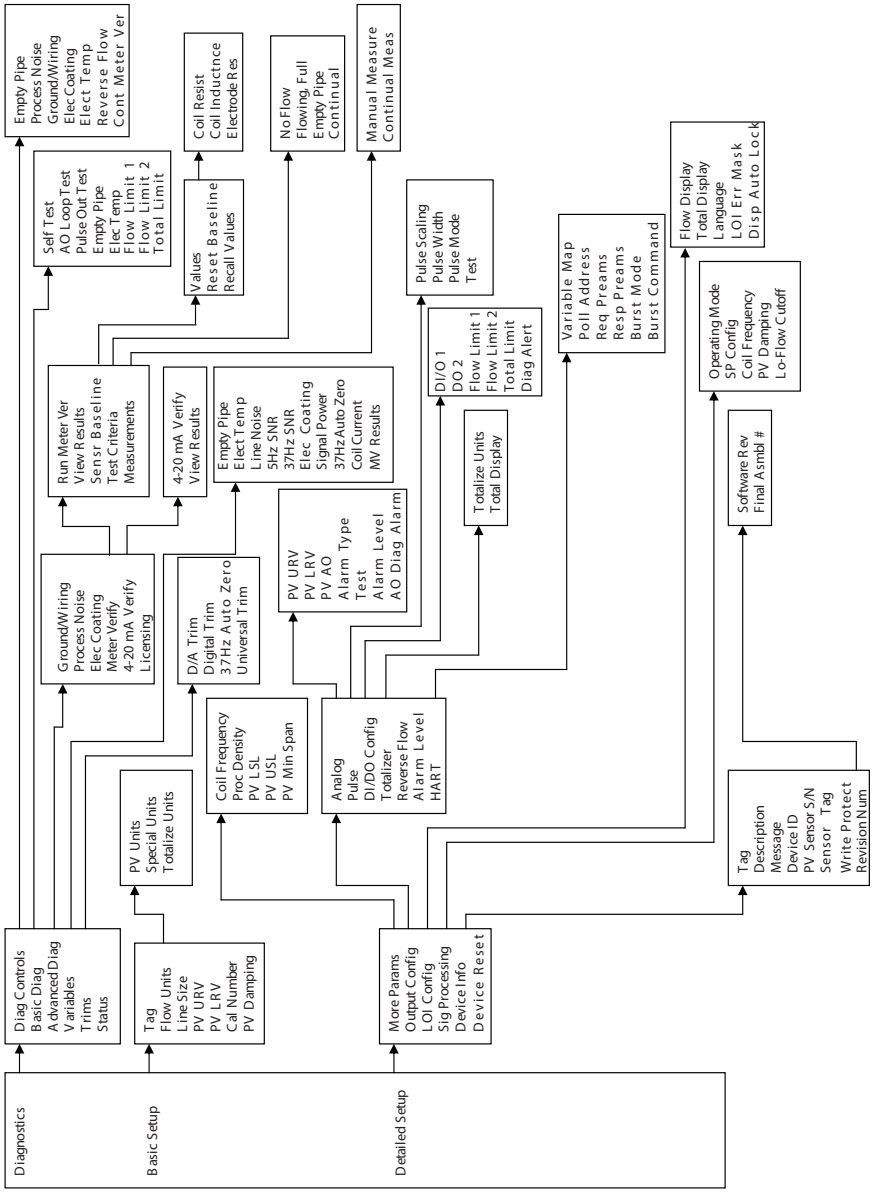 Diagnostics
Basic Setup
Detailed Setup
Diag Controls
Basic Diag
Advanced Diag
Variables
Trims
Status
Tag
Flow Units
Line Size
PV URV
PV LRV
Cal Number
PV Damping
More Params
Output Config
LOI Config
Sig Processing
Device Info
Device Reset
PV Units
Special Units
Totalize Units
Coil Frequency
Proc Density
PV LSL
PV USL
PV Min Span
Analog
Pulse
DI/DO Config
Totalizer
Reverse Flow
Alarm Level
HART
Tag
Description
Message
Device ID
PV Sensor S/N
Sensor Tag
Write Protect
Revision Num
Ground/Wiring
Process Noise
Elec Coating
Meter Verify
4-20 mA Verify
Licensing
D/A Trim
Digital Trim
37Hz Auto Zero
Universal Trim
PV URV
PV LRV
PV AO
Alarm Type
Test
Alarm Level
AO Diag Alarm
Run Meter Ver
View Results
Sensr Baseline
Test Criteria
Measurements
4-20 mA Verify
View Results
Empty Pipe
Elect Temp
Line Noise
5Hz SNR
37Hz SNR
Elec Coating
Signal Power
37Hz Auto Zero
Coil Current
MV Results
Totalize Units
Total Display
Software Rev
Final Asmbl #
DI/O 1
DO 2
Flow Limit 1
Flow Limit 2
Total Limit
Diag Alert
Operating Mode
SP Config
Coil Frequency
PV Damping
Lo-Flow Cutoff
Self Test
AO Loop Test
Pulse Out Test
Empty Pipe
Elec Temp
Flow Limit 1
Flow Limit 2
Total Limit
Values
Reset Baseline
Recall Values
Pulse Scaling
Pulse Width
Pulse Mode
Test
Variable Map
Poll Address
Req Preams
Resp Preams
Burst Mode
Burst Command
Flow Display
Total Display
Language
LOI Err Mask
Disp Auto Lock
Empty Pipe
Process Noise
Ground/Wiring
Elec Coating
Elect Temp
Reverse Flow
Cont Meter Ver
Coil Resist
Coil Inductnce
Electrode Res
No Flow
Flowing, Full
Empty Pipe
Continual
Manual Measure
Continual Meas